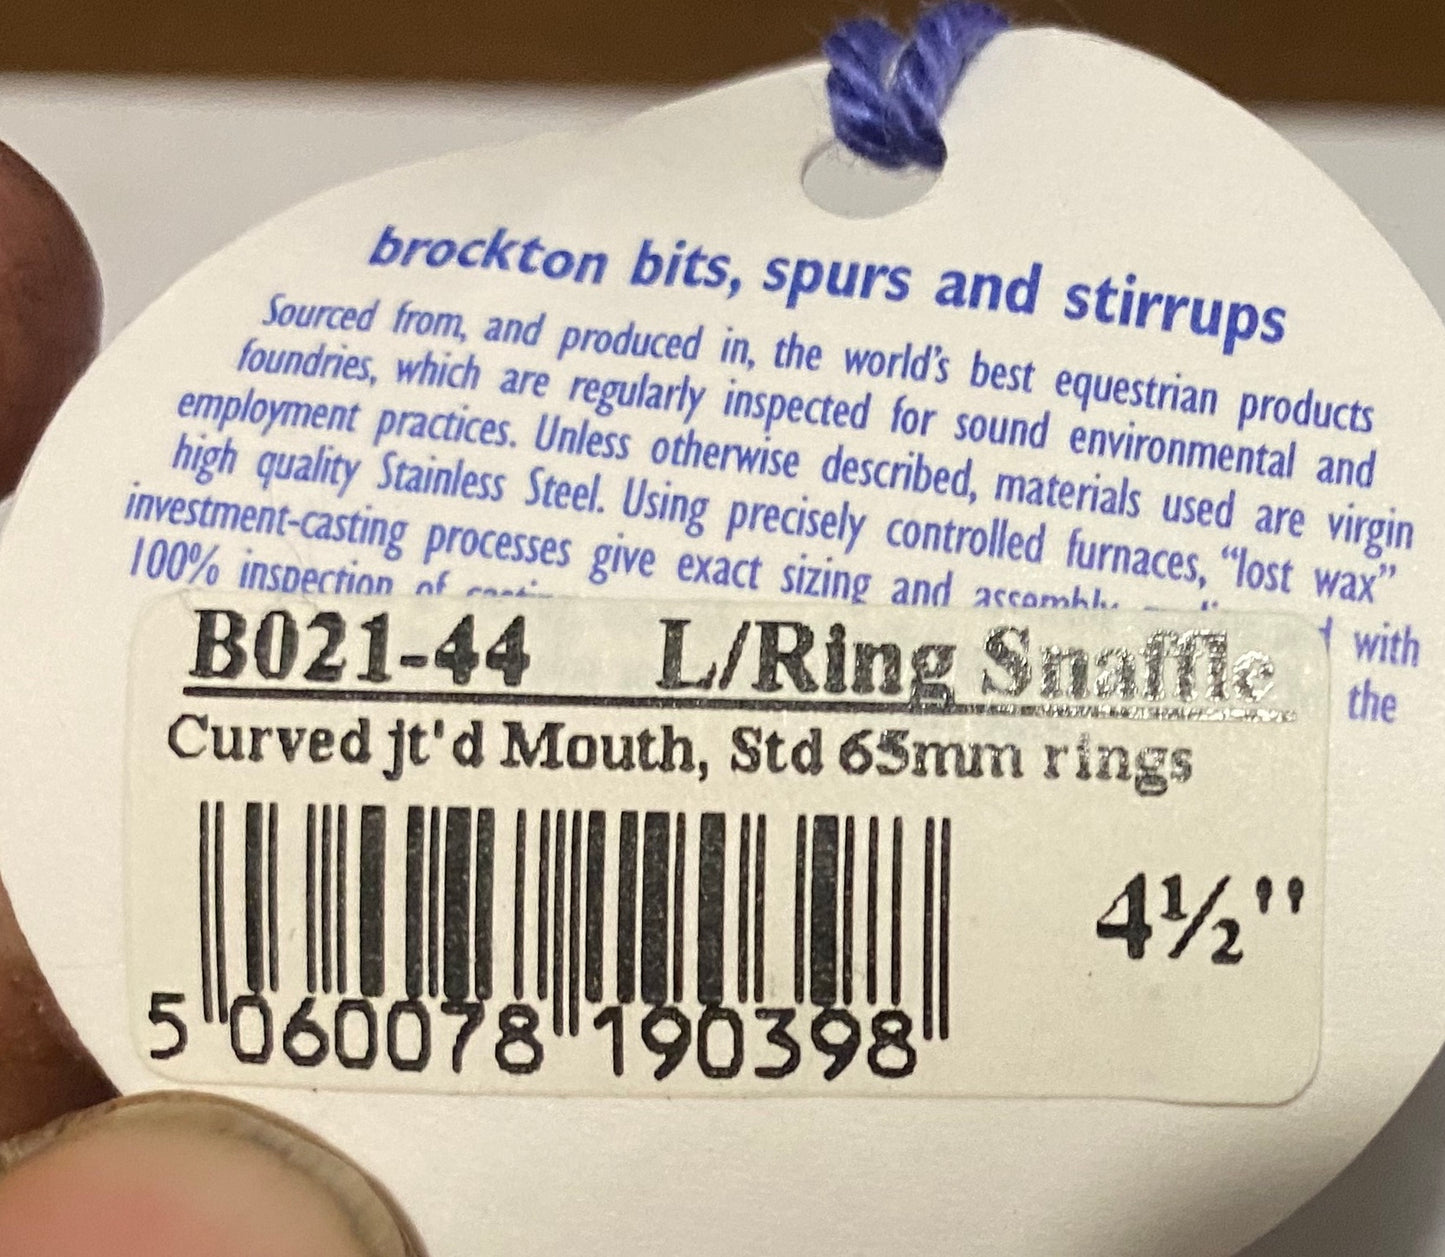 brockton bits, spurs and stirrups
Sourced from, and produced in, the world's best equestrian products
foundries, which are regularly inspected for sound environmental and
employment practices. Unless otherwise described, materials used are virgin
high quality Stainless Steel. Using precisely controlled furnaces, "lost wax"
investment-casting processes give exact sizing and assembly with
100% inspection of the
B021-44 L/Ring Snaffle
Curved jt'd Mouth, Std 65mm rings
4½"
5 060078 190398